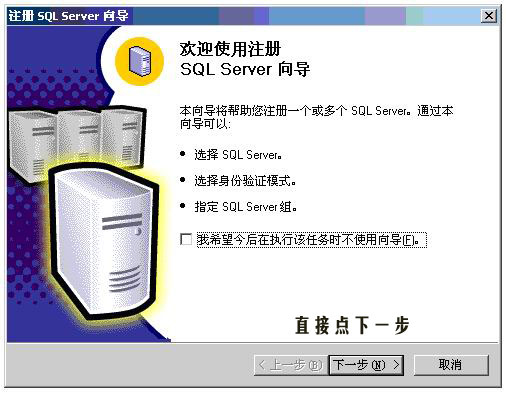 注册 SQL Server 向导
欢迎使用注册
SQL Server 向导
本向导将帮助您注册一个或多个 SQL Server。通过本
向导可以:
• 选择 SQL Server。
• 选择身份验证模式。
• 指定 SQL Server 组。
我希望今后在执行该任务时不使用向导(F)。
直接点下一步
< 上一步(B) 下一步(N) > 取消